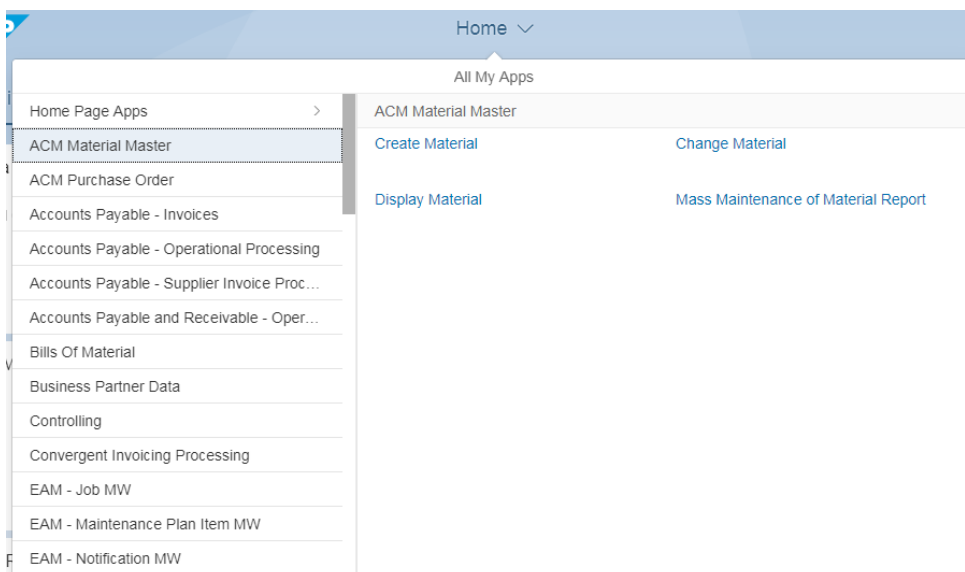 Home
All My Apps
Home Page Apps
ACM Material Master
ACM Purchase Order
Accounts Payable - Invoices
Accounts Payable - Operational Processing
Accounts Payable - Supplier Invoice Proc...
Accounts Payable and Receivable - Oper...
Bills Of Material
Business Partner Data
Controlling
Convergent Invoicing Processing
EAM - Job MW
EAM - Maintenance Plan Item MW
EAM - Notification MW
ACM Material Master
Create Material
Change Material
Display Material
Mass Maintenance of Material Report